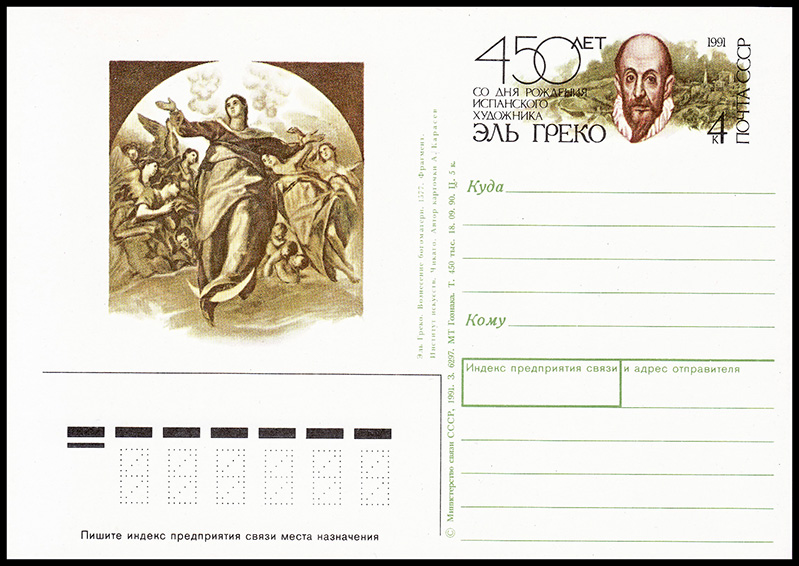 450 ЛЕТ
СО ДНЯ РОЖДЕНИЯ
ИСПАНСКОГО
ХУДОЖНИКА
ЭЛЬ ГРЕКО
1991
ПОЧТА СССР
4
К
Эль Греко. Вознесение богоматери. 1577. Фрагмент.
Институт искусств. Чикаго. Автор карточки А. Карасев
© Министерство связи СССР, 1991. З. 6297. МТ Гознака. Т. 450 тыс. 18. 09. 90. Ц. 5 к.
Куда
Кому
Индекс предприятия связи и адрес отправителя
Пишите индекс предприятия связи места назначения